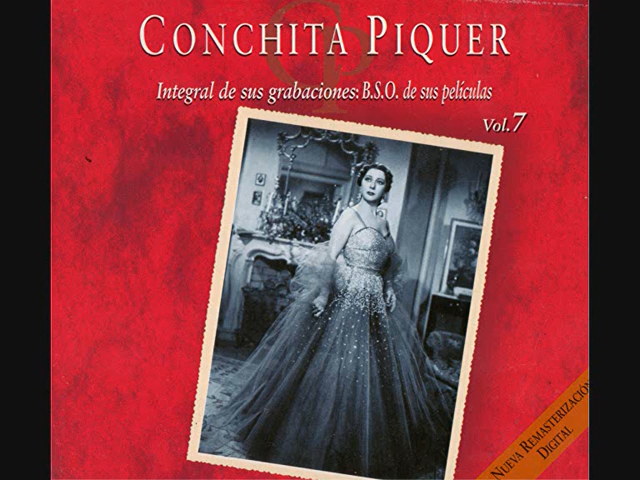 CONCHITA PIQUER
Integral de sus grabaciones: B.S.O. de sus películas
Vol. 7
NUEVA REMASTERIZACIÓN
DIGITAL